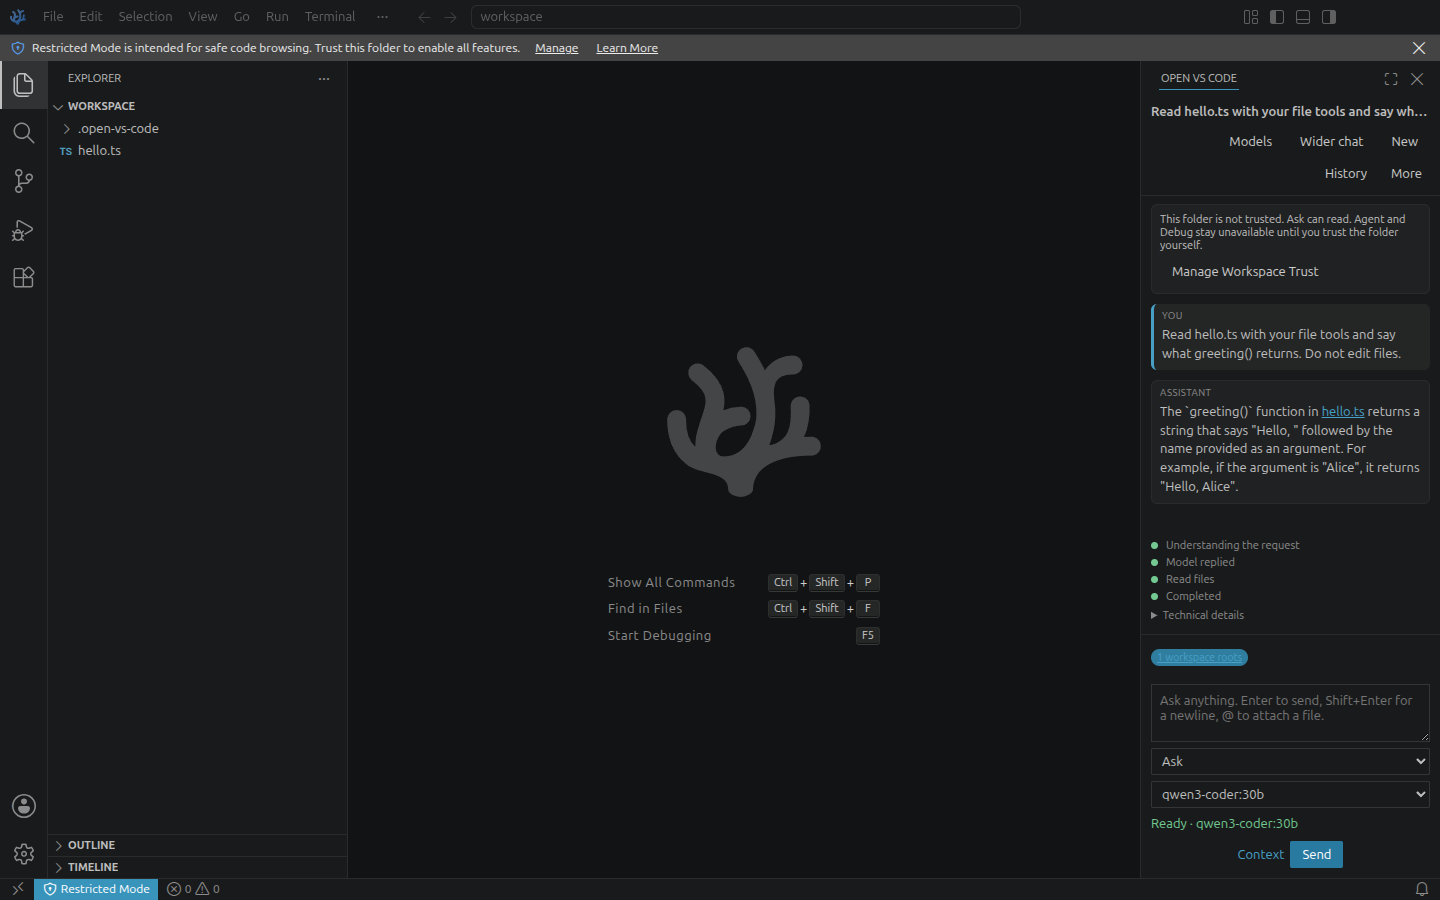 File Edit Selection View Go Run Terminal ···
workspace
Restricted Mode is intended for safe code browsing. Trust this folder to enable all features. Manage Learn More
EXPLORER
WORKSPACE
.open-vs-code
TS hello.ts
OUTLINE
TIMELINE
Show All Commands Ctrl + Shift + P
Find in Files Ctrl + Shift + F
Start Debugging F5
OPEN VS CODE
Read hello.ts with your file tools and say wh...
Models Wider chat New
History More
This folder is not trusted. Ask can read. Agent and
Debug stay unavailable until you trust the folder
yourself.
Manage Workspace Trust
YOU
Read hello.ts with your file tools and say
what greeting() returns. Do not edit files.
ASSISTANT
The `greeting()` function in hello.ts returns a
string that says "Hello, " followed by the
name provided as an argument. For
example, if the argument is "Alice", it returns
"Hello, Alice".
Understanding the request
Model replied
Read files
Completed
Technical details
1 workspace roots
Ask anything. Enter to send, Shift+Enter for
a newline, @ to attach a file.
Ask
qwen3-coder:30b
Ready · qwen3-coder:30b
Context Send
Restricted Mode 0 0